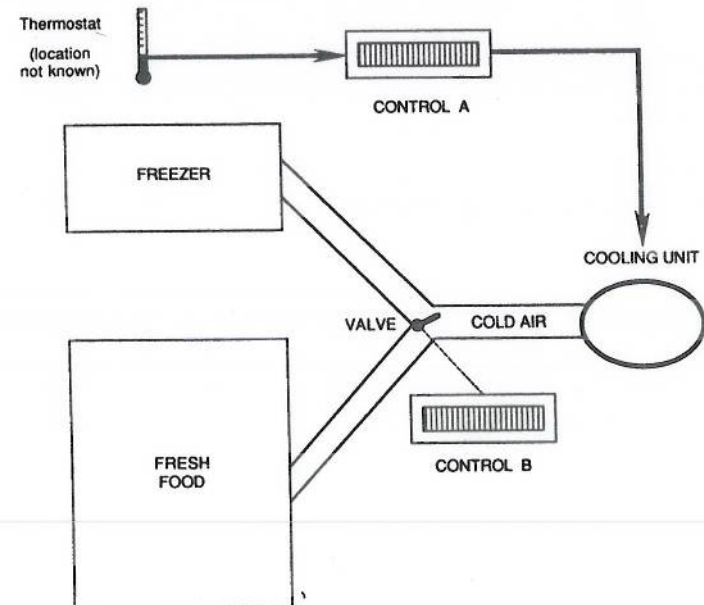 Thermostat
(location
not known)
CONTROL A
FREEZER
COOLING UNIT
VALVE
COLD AIR
FRESH
FOOD
CONTROL B